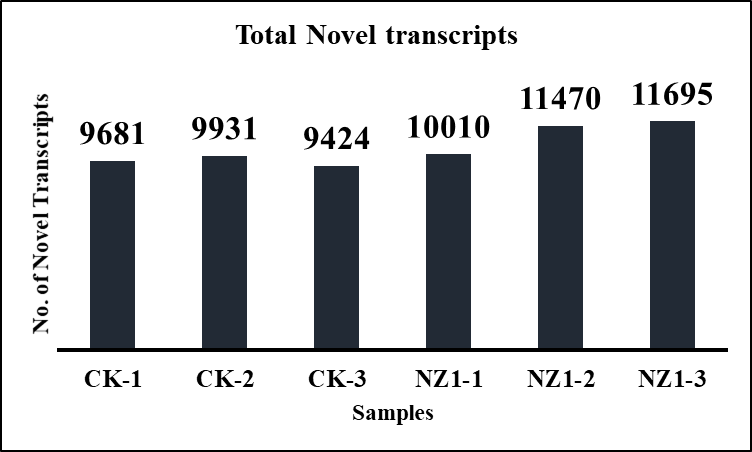 Total Novel transcripts
No. of Novel Transcripts
9681
9931
9424
10010
11470
11695
CK-1 CK-2 CK-3 NZ1-1 NZ1-2 NZ1-3
Samples